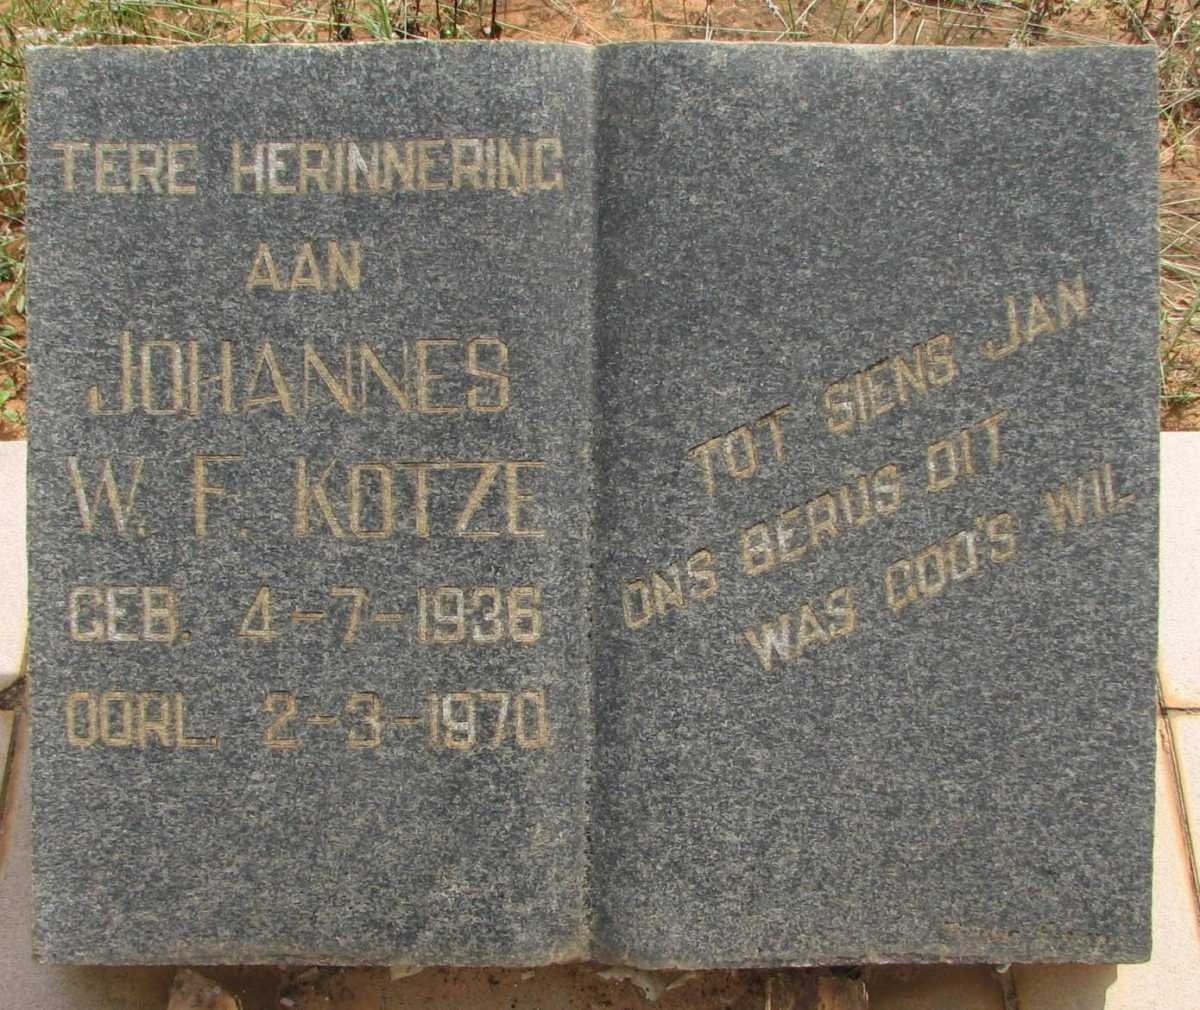 TERE HERINNERING
AAN
JOHANNES
W. F. KOTZE
GEB. 4-7-1936
OORL. 2-3-1970
TOT SIENS JAN
ONS BERUS DIT
WAS GOD'S WIL